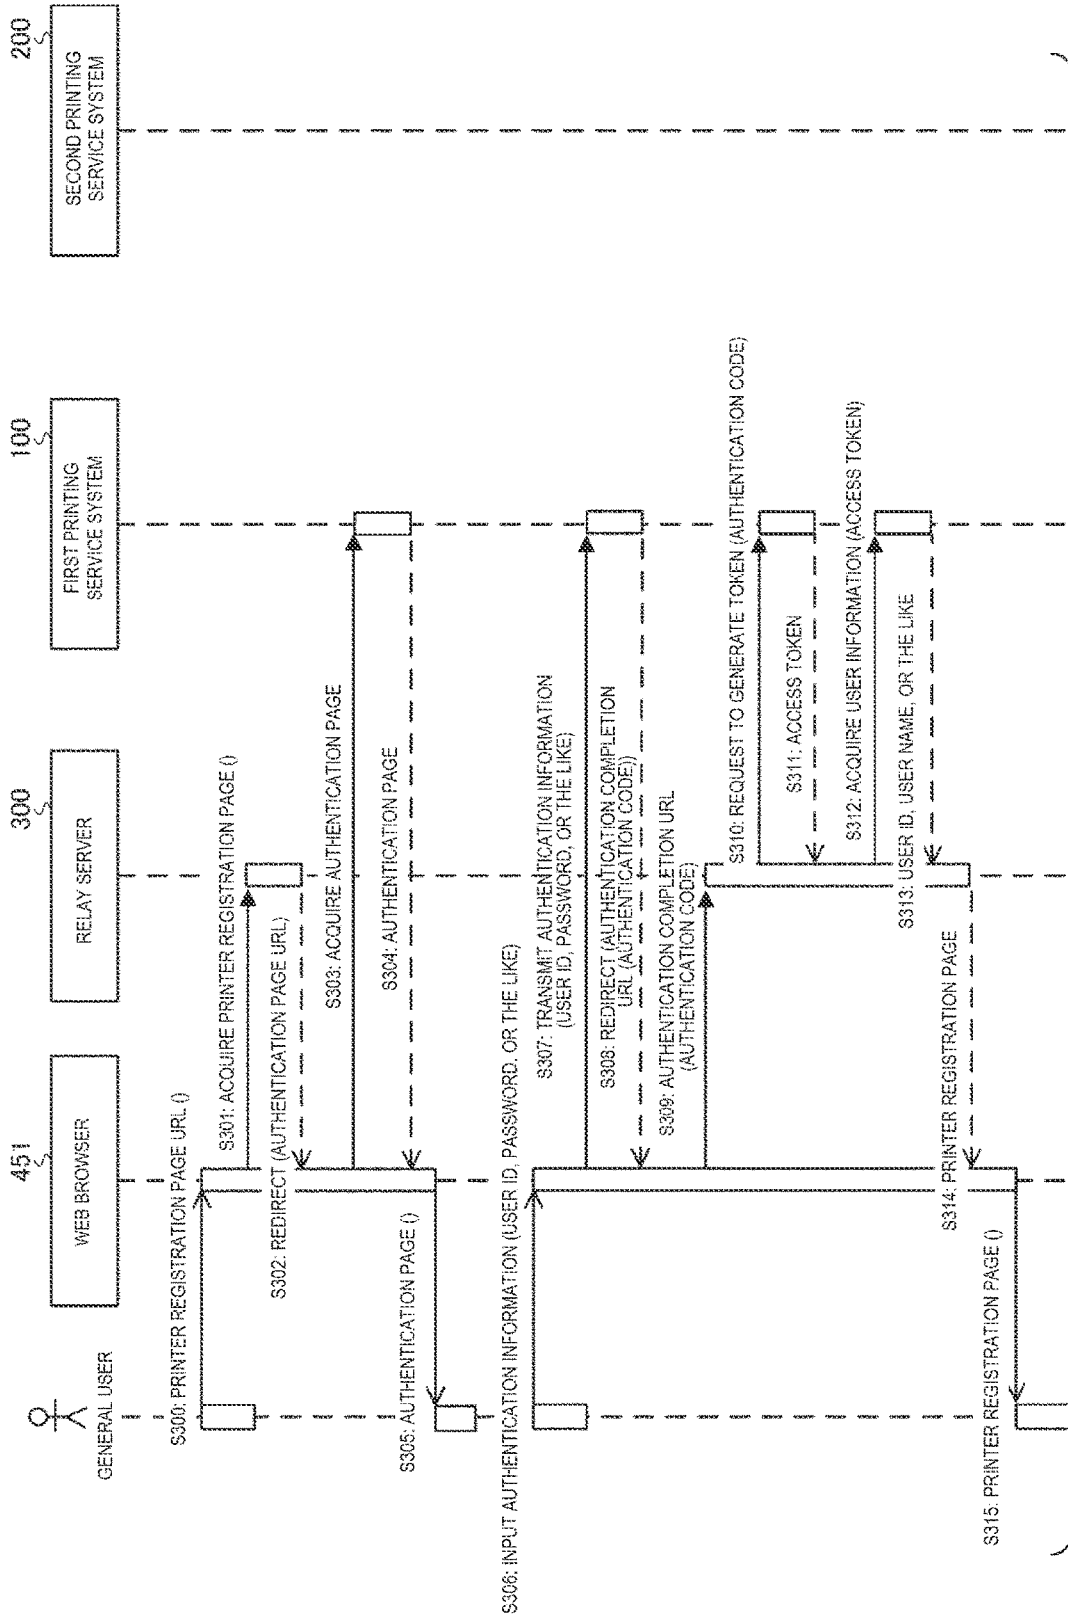 GENERAL USER
451
WEB BROWSER
300
RELAY SERVER
100
FIRST PRINTING
SERVICE SYSTEM
200
SECOND PRINTING
SERVICE SYSTEM
S300: PRINTER REGISTRATION PAGE URL ()
S301: ACQUIRE PRINTER REGISTRATION PAGE ()
S302: REDIRECT (AUTHENTICATION PAGE URL)
S303: ACQUIRE AUTHENTICATION PAGE
S304: AUTHENTICATION PAGE
S305: AUTHENTICATION PAGE ()
S306: INPUT AUTHENTICATION INFORMATION (USER ID, PASSWORD, OR THE LIKE)
S307: TRANSMIT AUTHENTICATION INFORMATION
(USER ID, PASSWORD, OR THE LIKE)
S308: REDIRECT (AUTHENTICATION COMPLETION
URL (AUTHENTICATION CODE))
S309: AUTHENTICATION COMPLETION URL
(AUTHENTICATION CODE)
S310: REQUEST TO GENERATE TOKEN (AUTHENTICATION CODE)
S311: ACCESS TOKEN
S312: ACQUIRE USER INFORMATION (ACCESS TOKEN)
S313: USER ID, USER NAME, OR THE LIKE
S314: PRINTER REGISTRATION PAGE
S315: PRINTER REGISTRATION PAGE ()